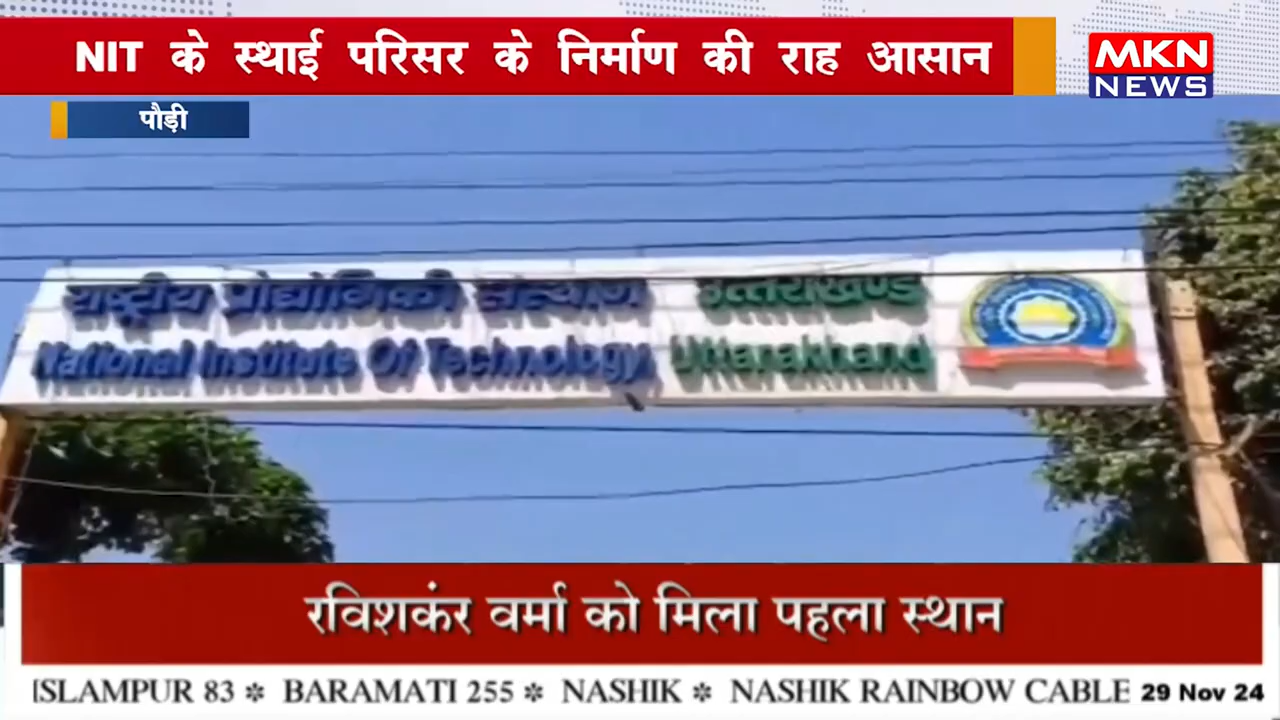 NIT के स्थाई परिसर के निर्माण की राह आसान
MKN
NEWS
पौड़ी
राष्ट्रीय प्रौद्योगिकी संस्थान उत्तराखण्ड
National Institute Of Technology, Uttarakhand
रविशकंर वर्मा को मिला पहला स्थान
ISLAMPUR 83 ✲ BARAMATI 255 ✲ NASHIK ✲ NASHIK RAINBOW CABLE 29 Nov 24